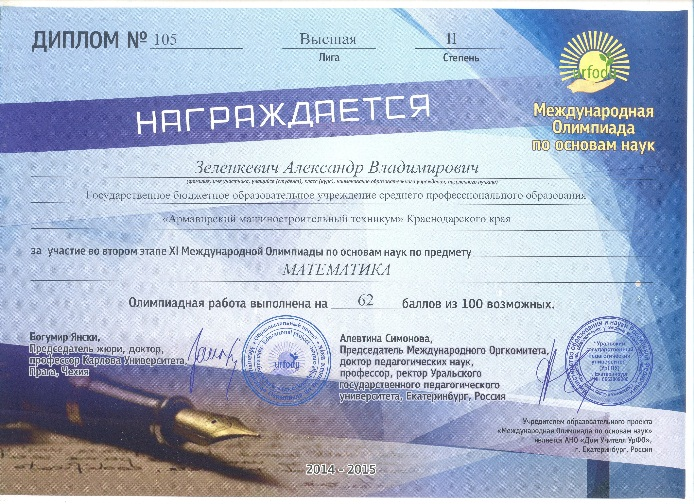 ДИПЛОМ № 105
Высшая
Лига
II
Степень
urfodu
Международная
Олимпиада
по основам наук
НАГРАЖДАЕТСЯ
Зеленкевич Александр Владимирович
Государственное бюджетное образовательное учреждение среднего профессионального образования
«Армавирский машиностроительный техникум» Краснодарского края
за участие во втором этапе XI Международной Олимпиады по основам наук по предмету
МАТЕМАТИКА
Олимпиадная работа выполнена на 62 баллов из 100 возможных.
Богумир Янски,
Председатель жюри, доктор,
профессор Карлова Университета,
Прага, Чехия
urfodu
Алевтина Симонова,
Председатель Международного Оргкомитета,
доктор педагогических наук,
профессор, ректор Уральского
государственного педагогического
университета, Екатеринбург, Россия
Учредителем образовательного проекта
«Международная Олимпиада по основам наук»
является АНО «Дом Учителя УрФО»,
г. Екатеринбург, Россия
2014 - 2015